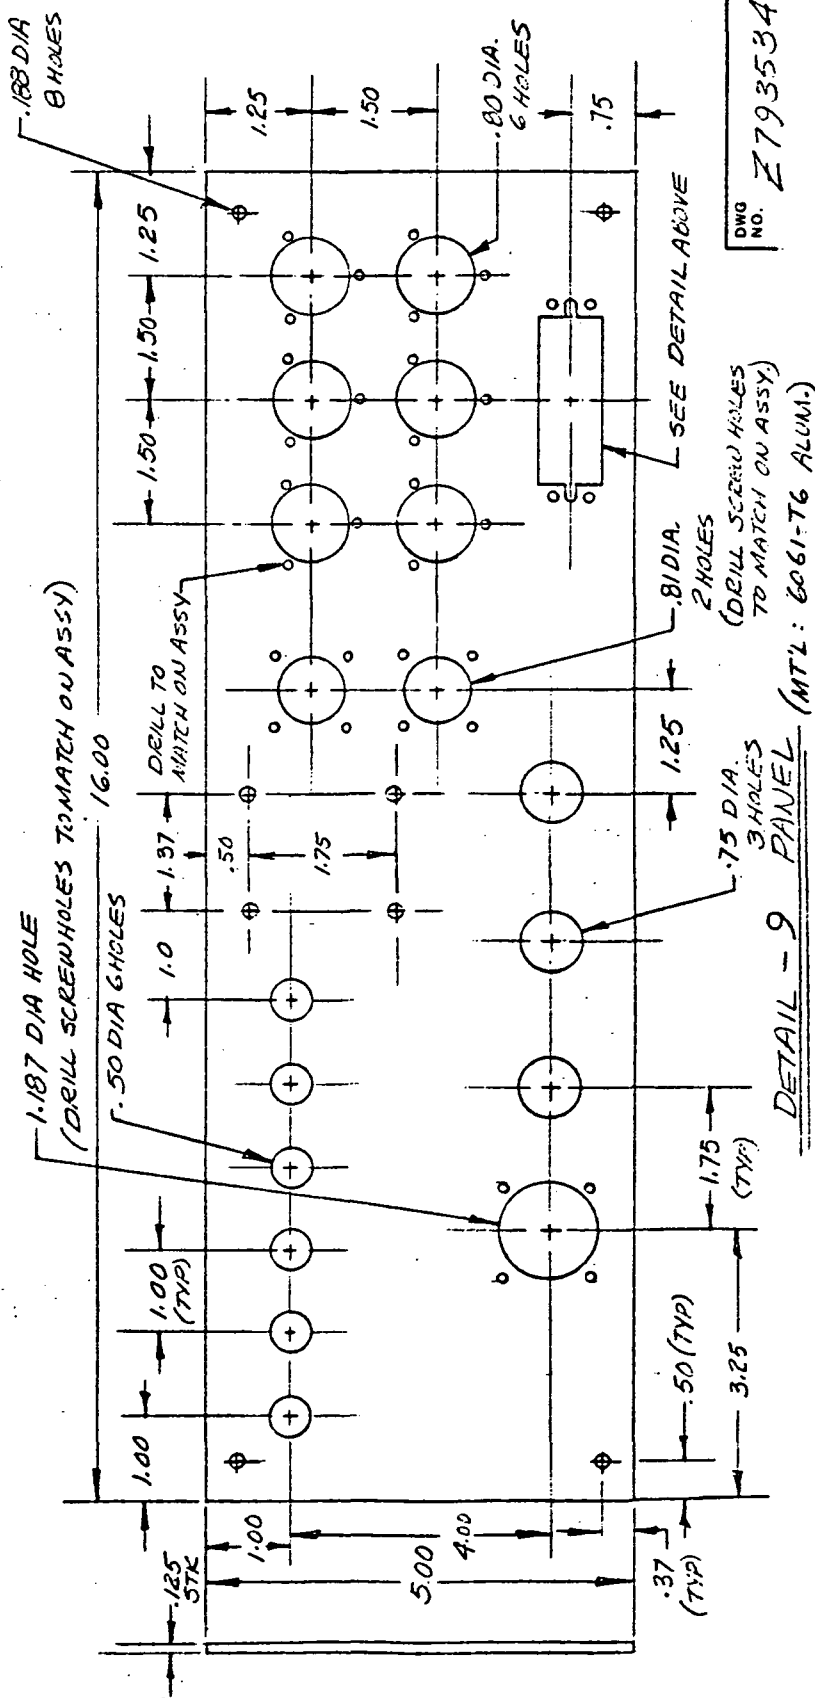 1.187 DIA HOLE
(DRILL SCREWHOLES TO MATCH ON ASSY)
.50 DIA 6 HOLES
16.00
.188 DIA
8 HOLES
1.00
1.00
(TYP)
1.0
1.37
DRILL TO
MATCH ON ASSY
1.50
1.50
1.25
.125
STK
1.00
5.00
4.00
.37
(TYP)
.50
1.75
1.25
1.50
.80 DIA.
6 HOLES
.75
.50 (TYP)
3.25
1.75
(TYP)
.75 DIA.
3 HOLES
1.25
.81 DIA.
2 HOLES
(DRILL SCREW HOLES
TO MATCH ON ASSY.)
SEE DETAIL ABOVE
DETAIL - 9 PANEL (MT'L: 6061-T6 ALUM.)
DWG
NO. Z793534